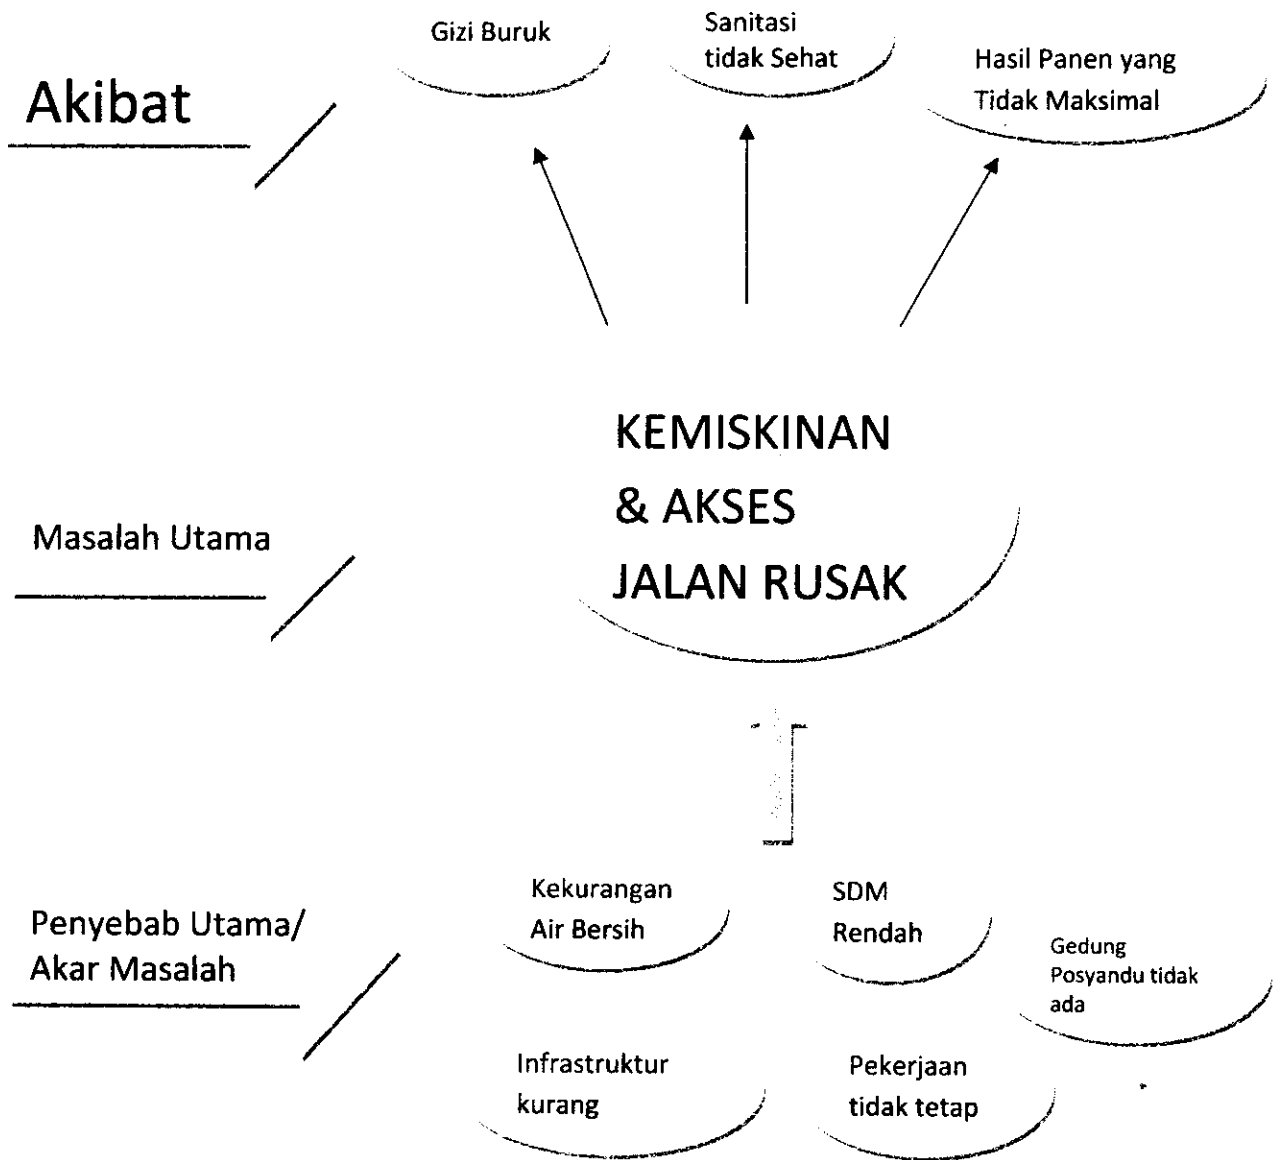 Akibat
Gizi Buruk
Sanitasi
tidak Sehat
Hasil Panen yang
Tidak Maksimal
Masalah Utama
KEMISKINAN
& AKSES
JALAN RUSAK
Penyebab Utama/
Akar Masalah
Kekurangan
Air Bersih
SDM
Rendah
Gedung
Posyandu tidak
ada
Infrastruktur
kurang
Pekerjaan
tidak tetap